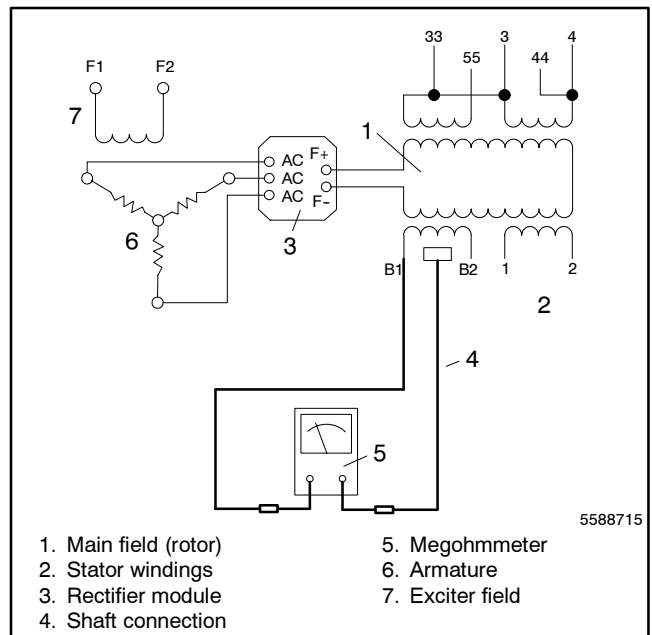 33 3 4
55 44
F1 F2
7
1
AC F+
AC
AC F-
6
3
B1 B2 1 2
2
4
5
5588715
1. Main field (rotor)
2. Stator windings
3. Rectifier module
4. Shaft connection
5. Megohmmeter
6. Armature
7. Exciter field